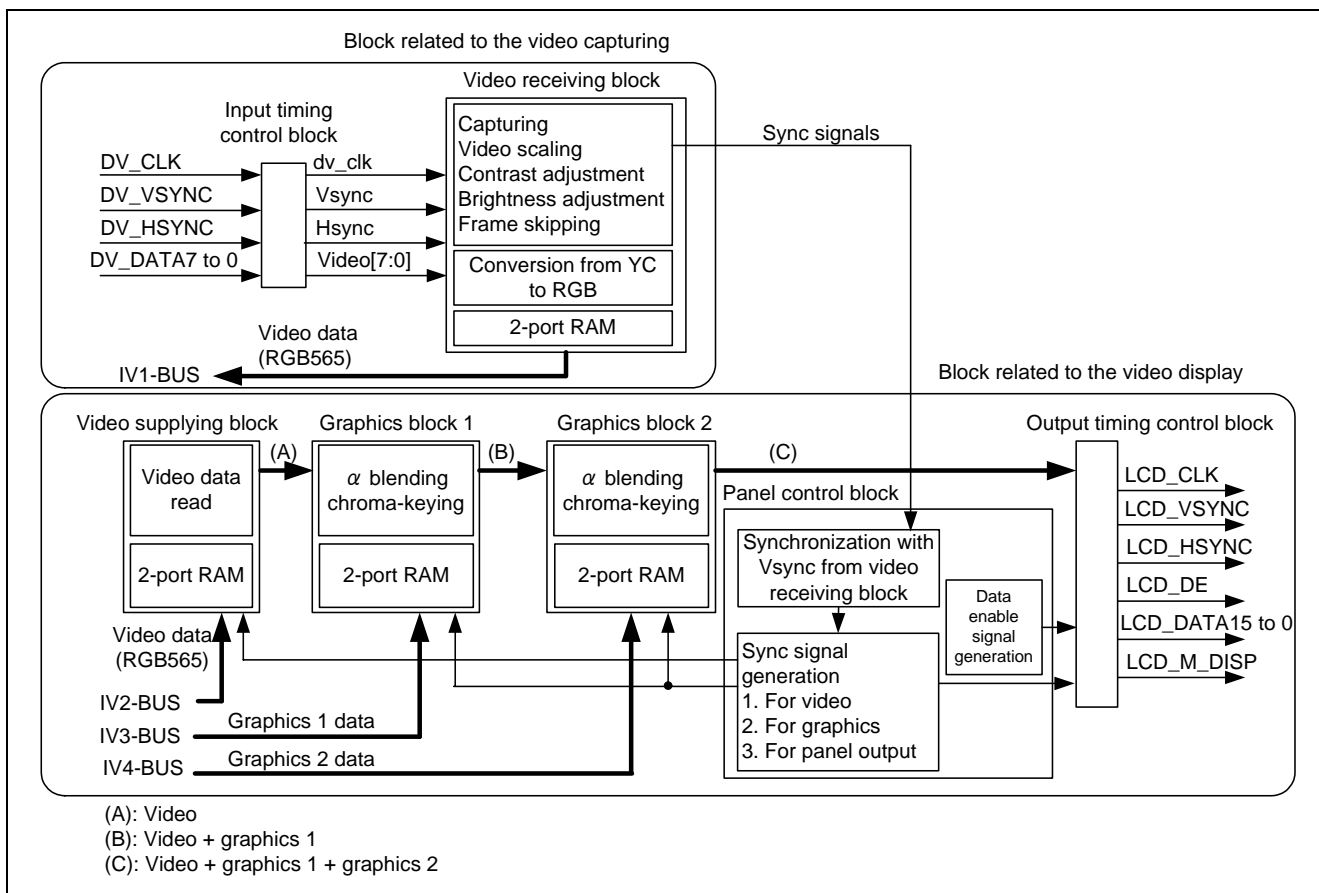 Block related to the video capturing
Video receiving block
Input timing
control block
Capturing
Video scaling
Contrast adjustment
Brightness adjustment
Frame skipping
Sync signals
DV_CLK
dv_clk
DV_VSYNC
Vsync
DV_HSYNC
Hsync
DV_DATA7 to 0
Video[7:0]
Conversion from YC
to RGB
2-port RAM
Video data
(RGB565)
IV1-BUS
Block related to the video display
Video supplying block
Graphics block 1
Graphics block 2
Output timing control block
(A)
(B)
(C)
Video data
read
α blending
chroma-keying
α blending
chroma-keying
Panel control block
2-port RAM
2-port RAM
2-port RAM
Synchronization with
Vsync from video
receiving block
Data
enable
signal
generation
LCD_CLK
LCD_VSYNC
LCD_HSYNC
LCD_DE
LCD_DATA15 to 0
LCD_M_DISP
Video data
(RGB565)
Sync signal
generation
1. For video
2. For graphics
3. For panel output
IV2-BUS
IV3-BUS
Graphics 1 data
IV4-BUS
Graphics 2 data
(A): Video
(B): Video + graphics 1
(C): Video + graphics 1 + graphics 2